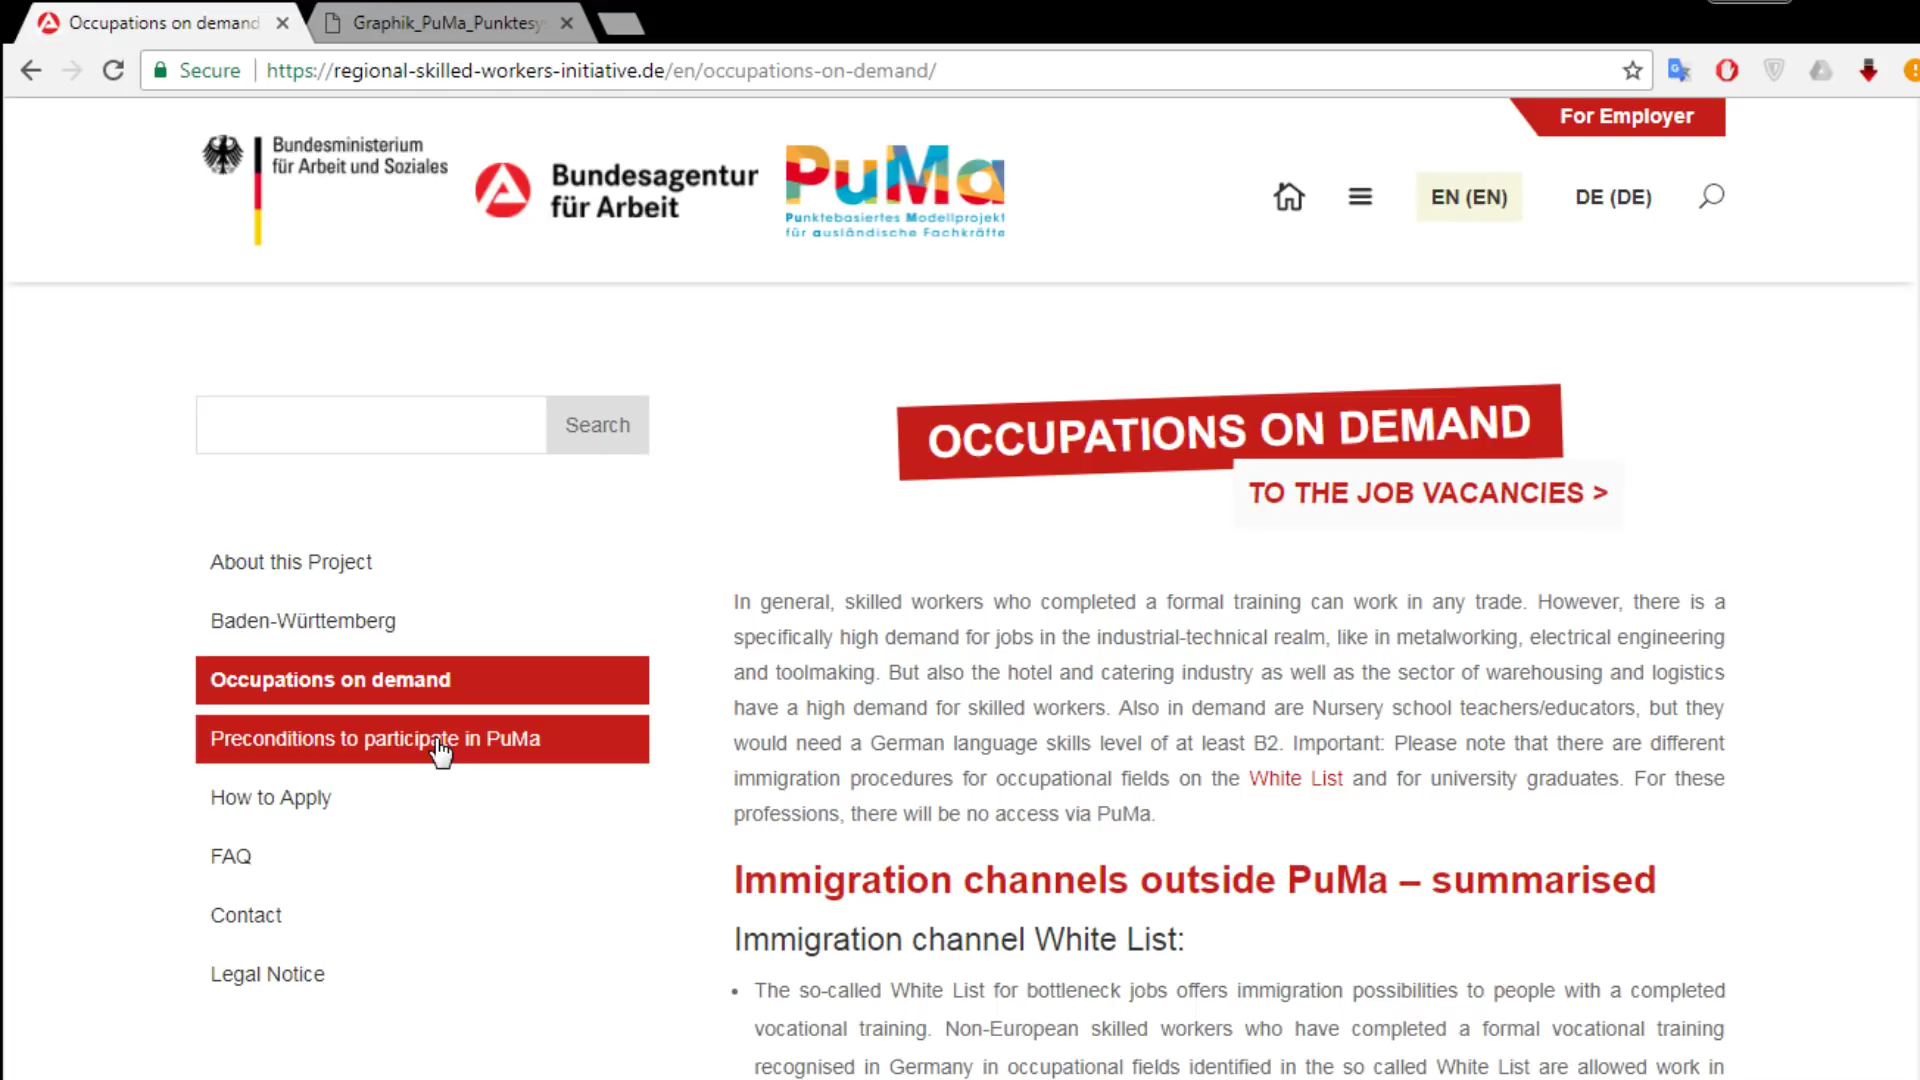 Occupations on demand
Graphik_PuMa_Punktesy
Secure
https://regional-skilled-workers-initiative.de/en/occupations-on-demand/
For Employer
Bundesministerium
für Arbeit und Soziales
Bundesagentur
für Arbeit
PuMa
Punktebasiertes Modellprojekt
für ausländische Fachkräfte
EN (EN)
DE (DE)
Search
OCCUPATIONS ON DEMAND
TO THE JOB VACANCIES >
About this Project
Baden-Württemberg
Occupations on demand
Preconditions to participate in PuMa
How to Apply
FAQ
Contact
Legal Notice
In general, skilled workers who completed a formal training can work in any trade. However, there is a
specifically high demand for jobs in the industrial-technical realm, like in metalworking, electrical engineering
and toolmaking. But also the hotel and catering industry as well as the sector of warehousing and logistics
have a high demand for skilled workers. Also in demand are Nursery school teachers/educators, but they
would need a German language skills level of at least B2. Important: Please note that there are different
immigration procedures for occupational fields on the White List and for university graduates. For these
professions, there will be no access via PuMa.
Immigration channels outside PuMa – summarised
Immigration channel White List:
• The so-called White List for bottleneck jobs offers immigration possibilities to people with a completed
vocational training. Non-European skilled workers who have completed a formal vocational training
recognised in Germany in occupational fields identified in the so called White List are allowed work in